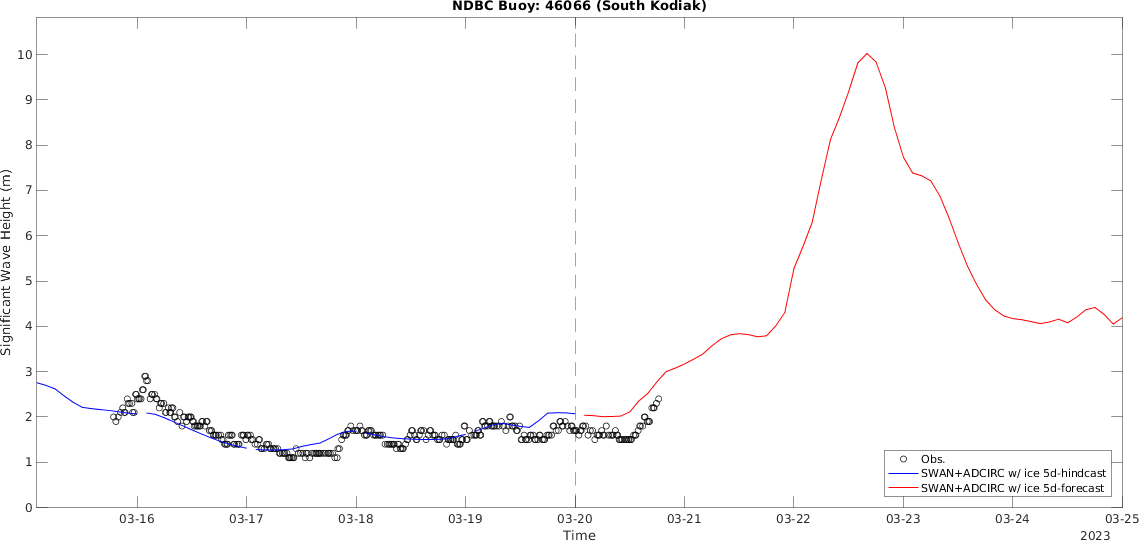 NDBC Buoy: 46066 (South Kodiak)
Significant Wave Height (m)
10
9
8
7
6
5
4
3
2
1
0
Obs.
SWAN+ADCIRC w/ ice 5d-hindcast
SWAN+ADCIRC w/ ice 5d-forecast
03-16 03-17 03-18 03-19 03-20 03-21 03-22 03-23 03-24 03-25
Time
2023